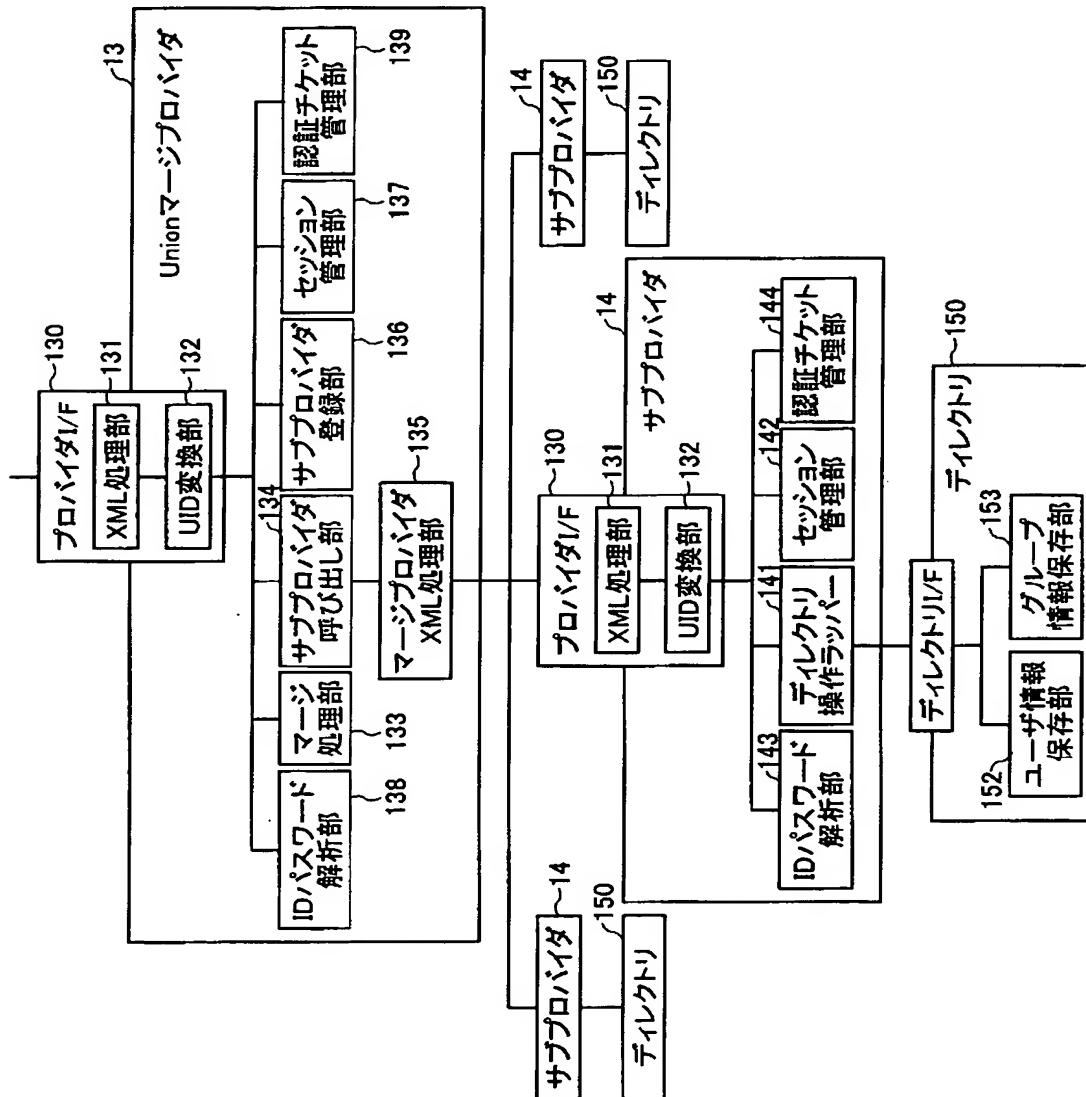 プロバイダI/F
130
XML処理部
131
UID変換部
132
13
Unionマージプロバイダ
IDパスワード
解析部
138
マージ
処理部
133
サブプロバイダ
呼び出し部
134
サブプロバイダ
登録部
136
セッション
管理部
137
認証チケット
管理部
139
マージプロバイダ
XML処理部
135
サブプロバイダ
14
ディレクトリ
150
プロバイダI/F
130
XML処理部
131
UID変換部
132
サブプロバイダ
14
サブプロバイダ
14
ディレクトリ
150
IDパスワード
解析部
143
ディレクトリ
操作ラッパー
141
セッション
管理部
142
認証チケット
管理部
144
ディレクトリI/F
ディレクトリ
150
ユーザ情報
保存部
152
グループ
情報保存部
153